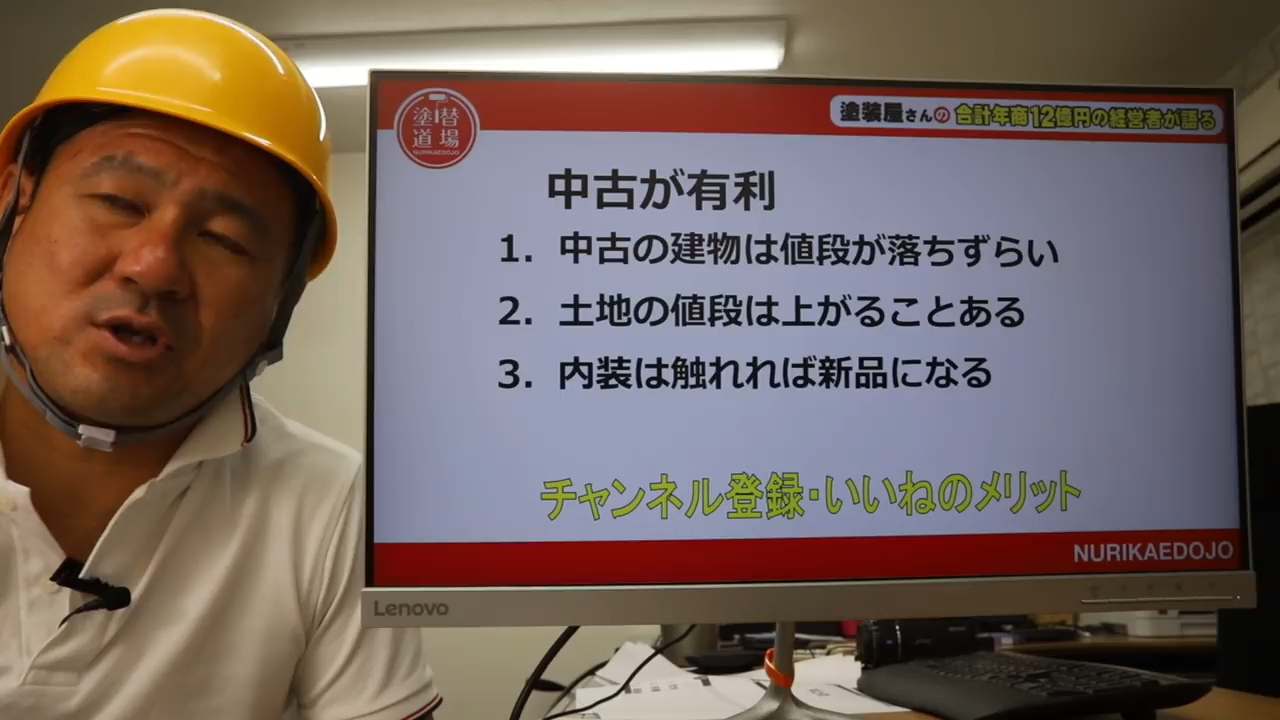 塗替
道場
NURIKAEDOJO
塗装屋さんの 合計年商12億円の経営者が語る
中古が有利
1. 中古の建物は値段が落ちずらい
2. 土地の値段は上がることある
3. 内装は触れれば新品になる
チャンネル登録・いいねのメリット
NURIKAEDOJO
Lenovo